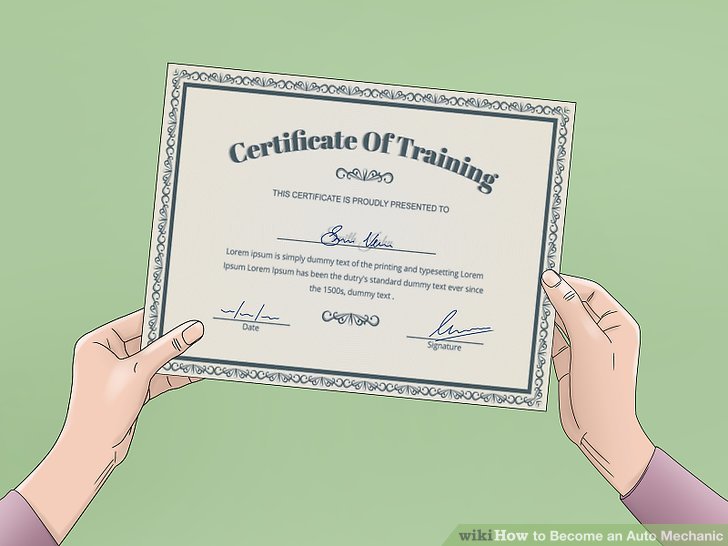 Certificate Of Training
THIS CERTIFICATE IS PROUDLY PRESENTED TO
Lorem ipsum is simply dummy text of the printing and typesetting Lorem
Ipsum Lorem Ipsum has been the dutry's standard dummy text ever since
the 1500s, dummy text .
Date
Signature
wikiHow to Become an Auto Mechanic